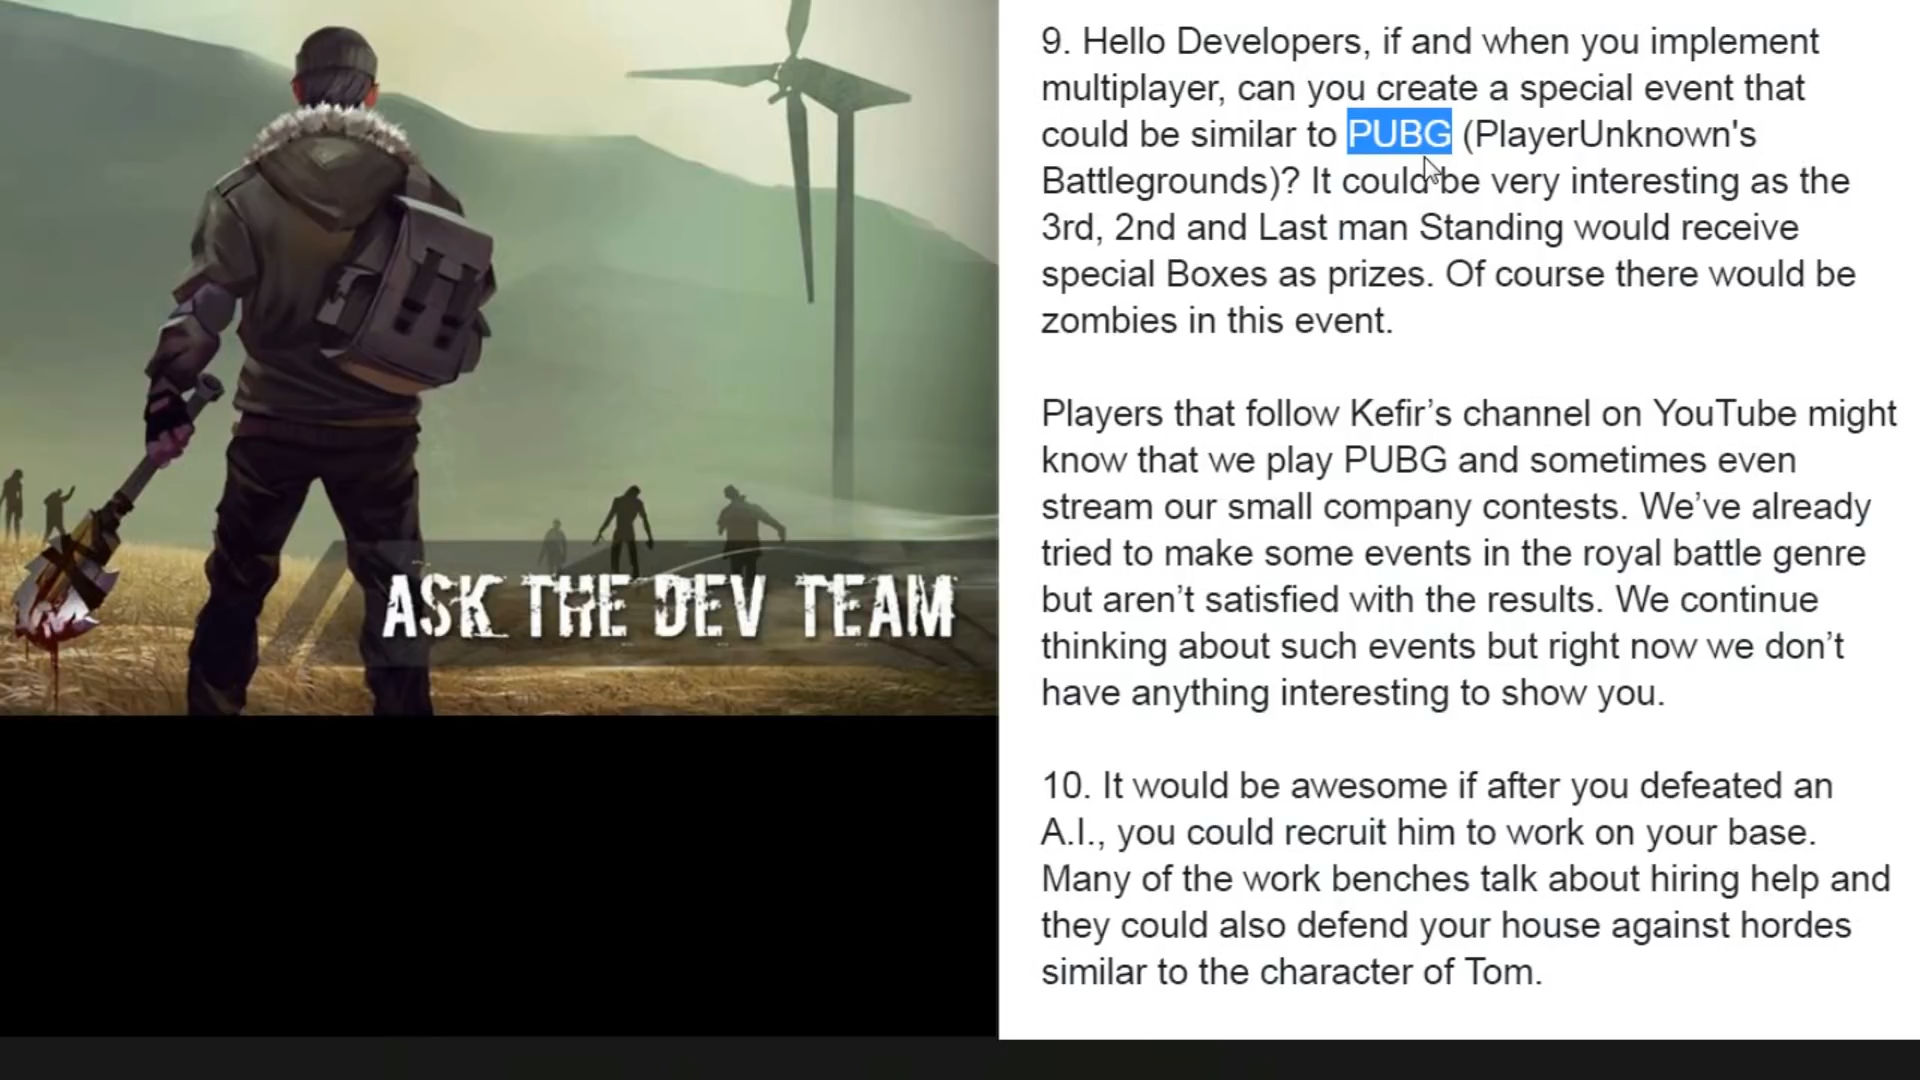 ASK THE DEV TEAM
9. Hello Developers, if and when you implement
multiplayer, can you create a special event that
could be similar to PUBG (PlayerUnknown's
Battlegrounds)? It could be very interesting as the
3rd, 2nd and Last man Standing would receive
special Boxes as prizes. Of course there would be
zombies in this event.
Players that follow Kefir’s channel on YouTube might
know that we play PUBG and sometimes even
stream our small company contests. We’ve already
tried to make some events in the royal battle genre
but aren’t satisfied with the results. We continue
thinking about such events but right now we don’t
have anything interesting to show you.
10. It would be awesome if after you defeated an
A.I., you could recruit him to work on your base.
Many of the work benches talk about hiring help and
they could also defend your house against hordes
similar to the character of Tom.